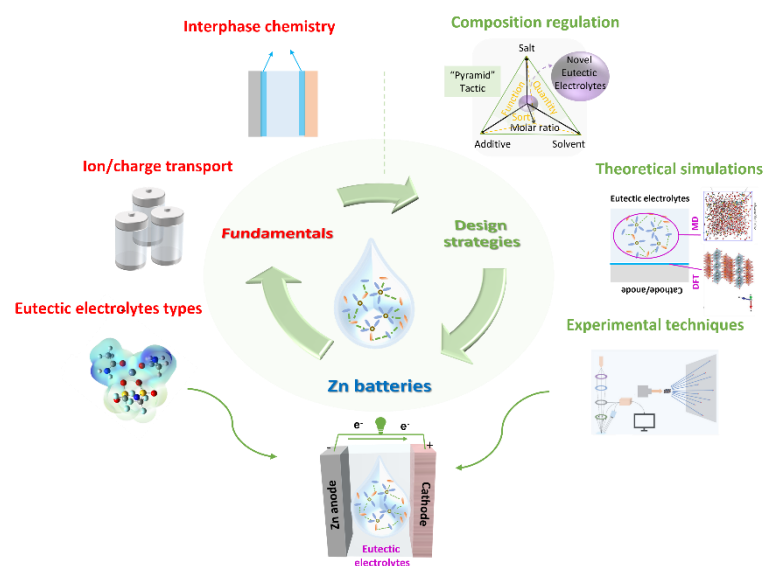 Interphase chemistry
Composition regulation
Salt
"Pyramid"
Tactic
Novel
Eutectic
Electrolytes
Function
Quantity
Sort
Molar ratio
Additive
Solvent
Ion/charge transport
Theoretical simulations
Eutectic electrolytes
MD
DFT
Cathode/anode
Fundamentals
Design
strategies
Eutectic electrolytes types
Experimental techniques
Zn batteries
e-
e-
-
+
Zn anode
Cathode
Eutectic
electrolytes